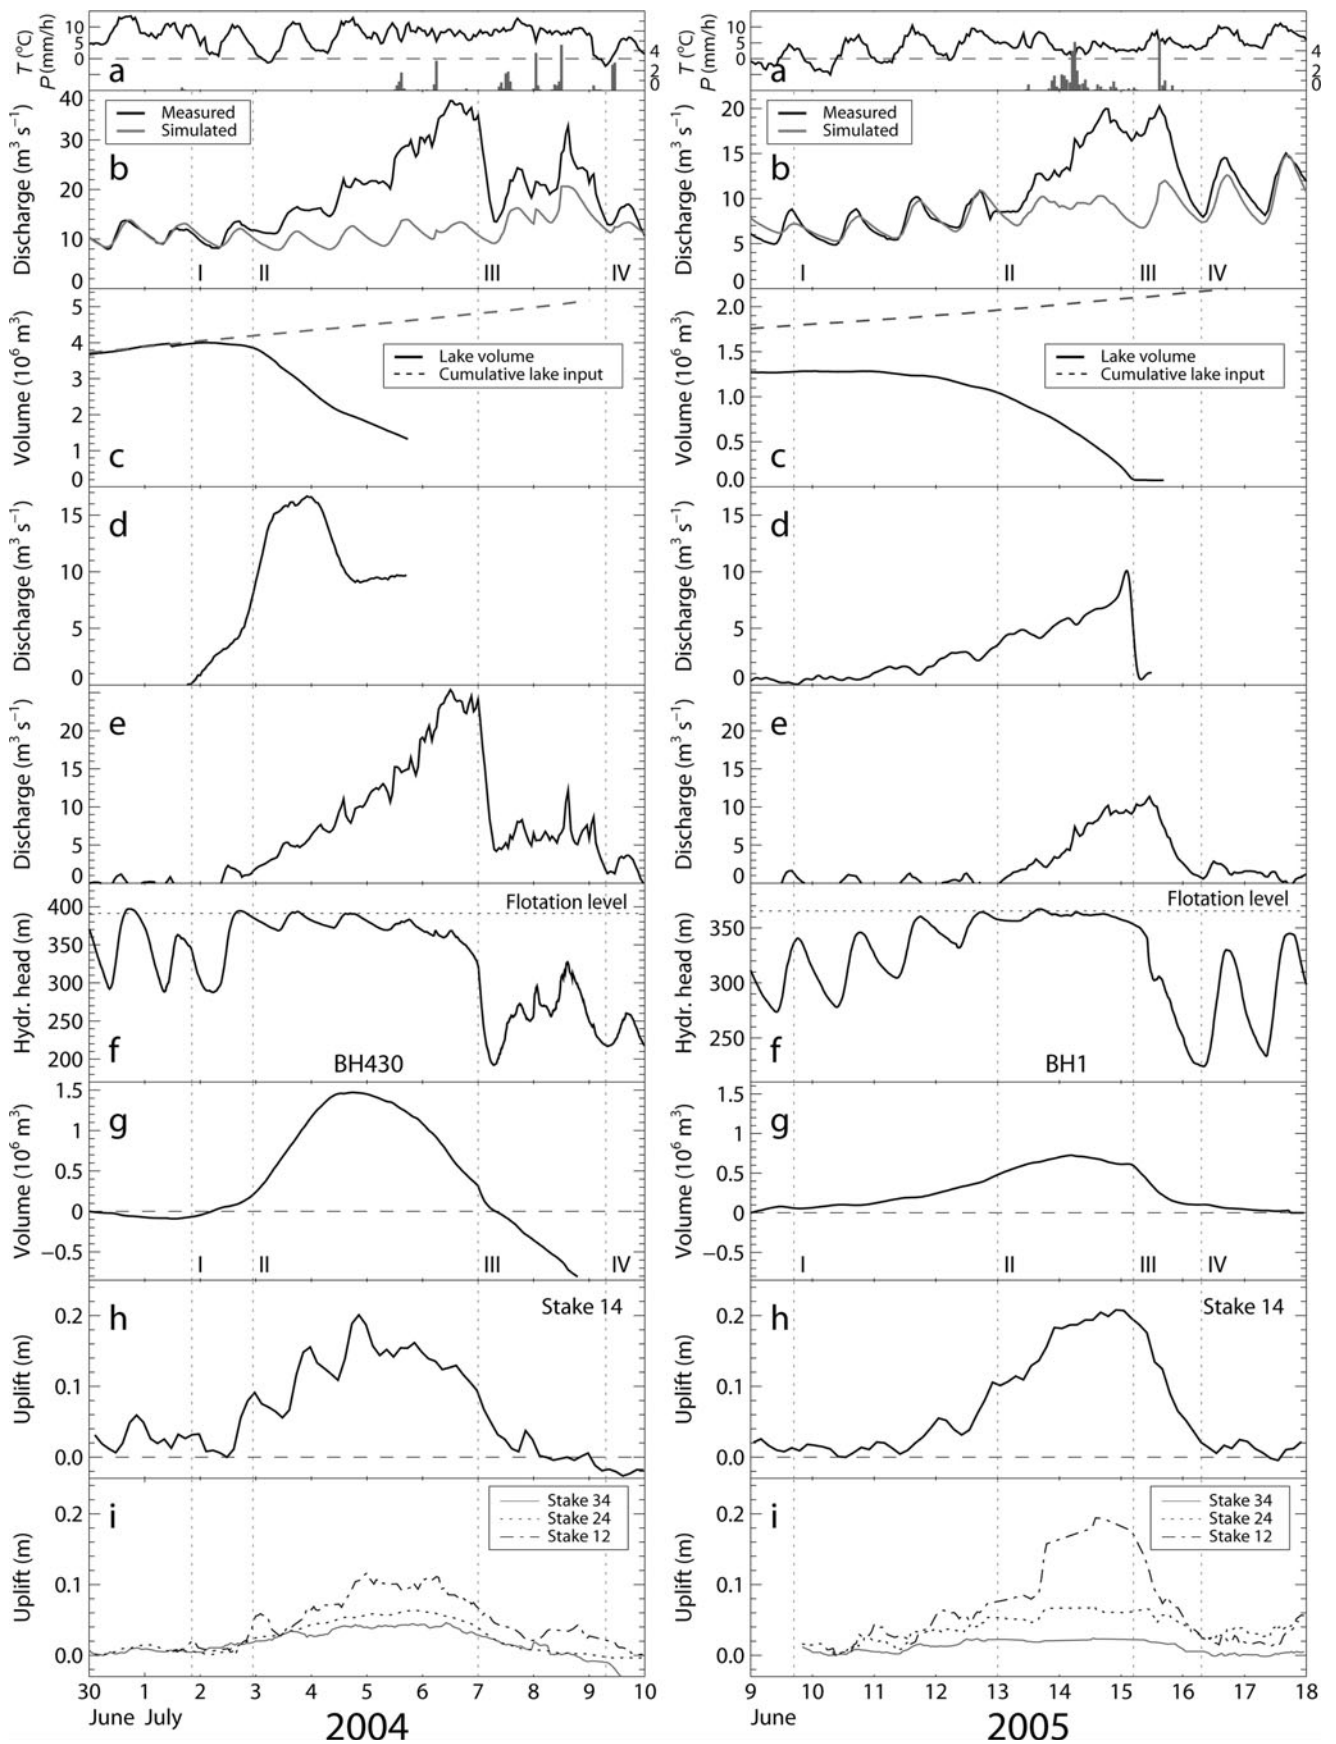 T (°C)
P (mm/h)
10
5
0
4
2
0
a
Measured
Simulated
b
Discharge (m³ s⁻¹)
40
30
20
10
0
I
II
III
IV
Volume (10⁶ m³)
5
4
3
2
1
0
Lake volume
Cumulative lake input
c
Discharge (m³ s⁻¹)
15
10
5
0
d
Discharge (m³ s⁻¹)
20
15
10
5
0
e
Hydr. head (m)
400
350
300
250
200
Flotation level
f
BH430
Volume (10⁶ m³)
1.5
1
0.5
0
−0.5
g
I
II
III
IV
Uplift (m)
0.2
0.1
0.0
h
Stake 14
Uplift (m)
0.2
0.1
0.0
i
Stake 34
Stake 24
Stake 12
30 1 2 3 4 5 6 7 8 9 10
June July
2004
T (°C)
P (mm/h)
10
5
0
4
2
0
a
Measured
Simulated
b
Discharge (m³ s⁻¹)
20
15
10
5
0
I
II
III
IV
Volume (10⁶ m³)
2.0
1.5
1.0
0.5
0.0
Lake volume
Cumulative lake input
c
Discharge (m³ s⁻¹)
15
10
5
0
d
Discharge (m³ s⁻¹)
20
15
10
5
0
e
Hydr. head (m)
350
300
250
Flotation level
f
BH1
Volume (10⁶ m³)
1.5
1
0.5
0
−0.5
g
I
II
III
IV
Uplift (m)
0.2
0.1
0.0
h
Stake 14
Uplift (m)
0.2
0.1
0.0
i
Stake 34
Stake 24
Stake 12
9 10 11 12 13 14 15 16 17 18
June
2005